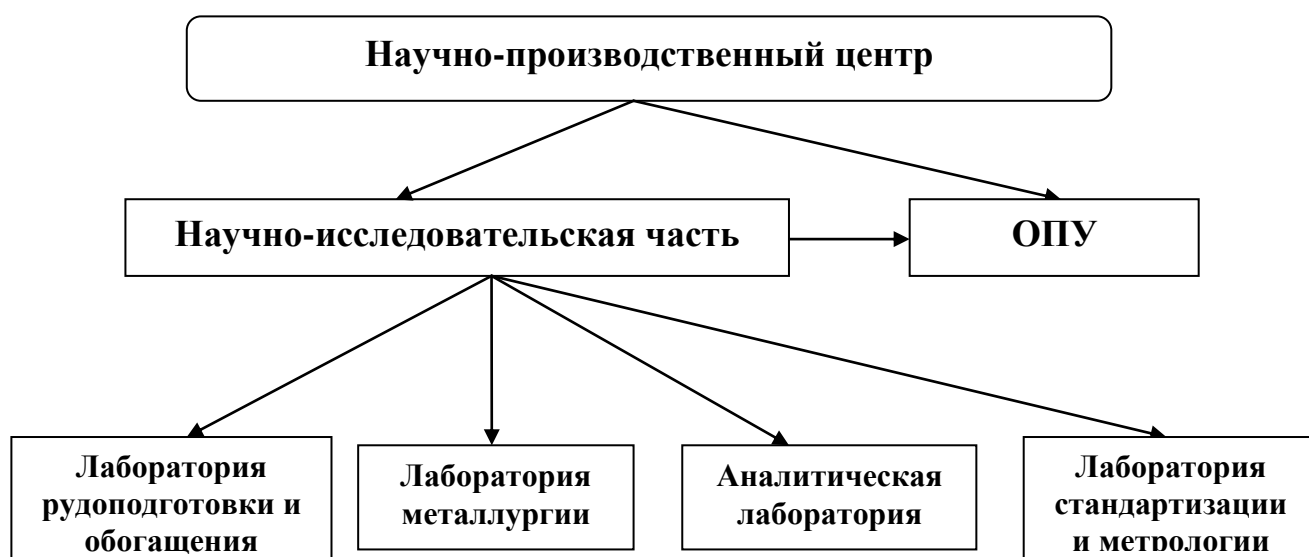 Научно-производственный центр
Научно-исследовательская часть
ОПУ
Лаборатория
рудоподготовки и
обогащения
Лаборатория
металлургии
Аналитическая
лаборатория
Лаборатория
стандартизации
и метрологии